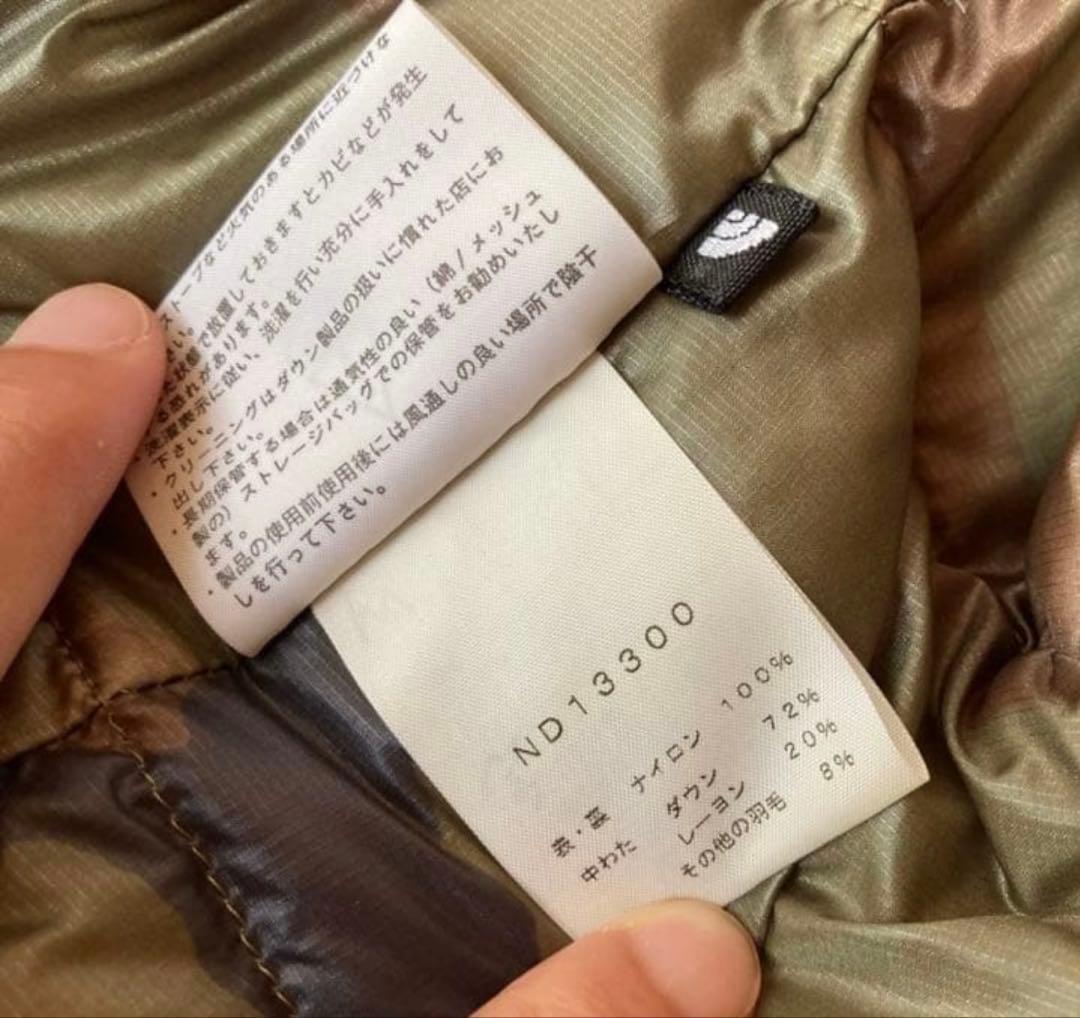 トーブなど火気のある場所に近づけな
い。
状態で放置しておきますとカビなどが発生
る恐れがあります。
・洗濯表示に従い、洗濯を行い充分に手入れをして
下さい。
・クリーニングはダウン製品の扱いに慣れた店にお
出し下さい。
・長期保管する場合は通気性の良い（綿/メッシュ
製の）ストレージバッグでの保管をお勧めいたし
ます。
・製品の使用前使用後には風通しの良い場所で陰干
しを行って下さい。
ND13300
表・裏 ナイロン 100%
中わた ダウン 72%
レーヨン 20%
その他の羽毛 8%